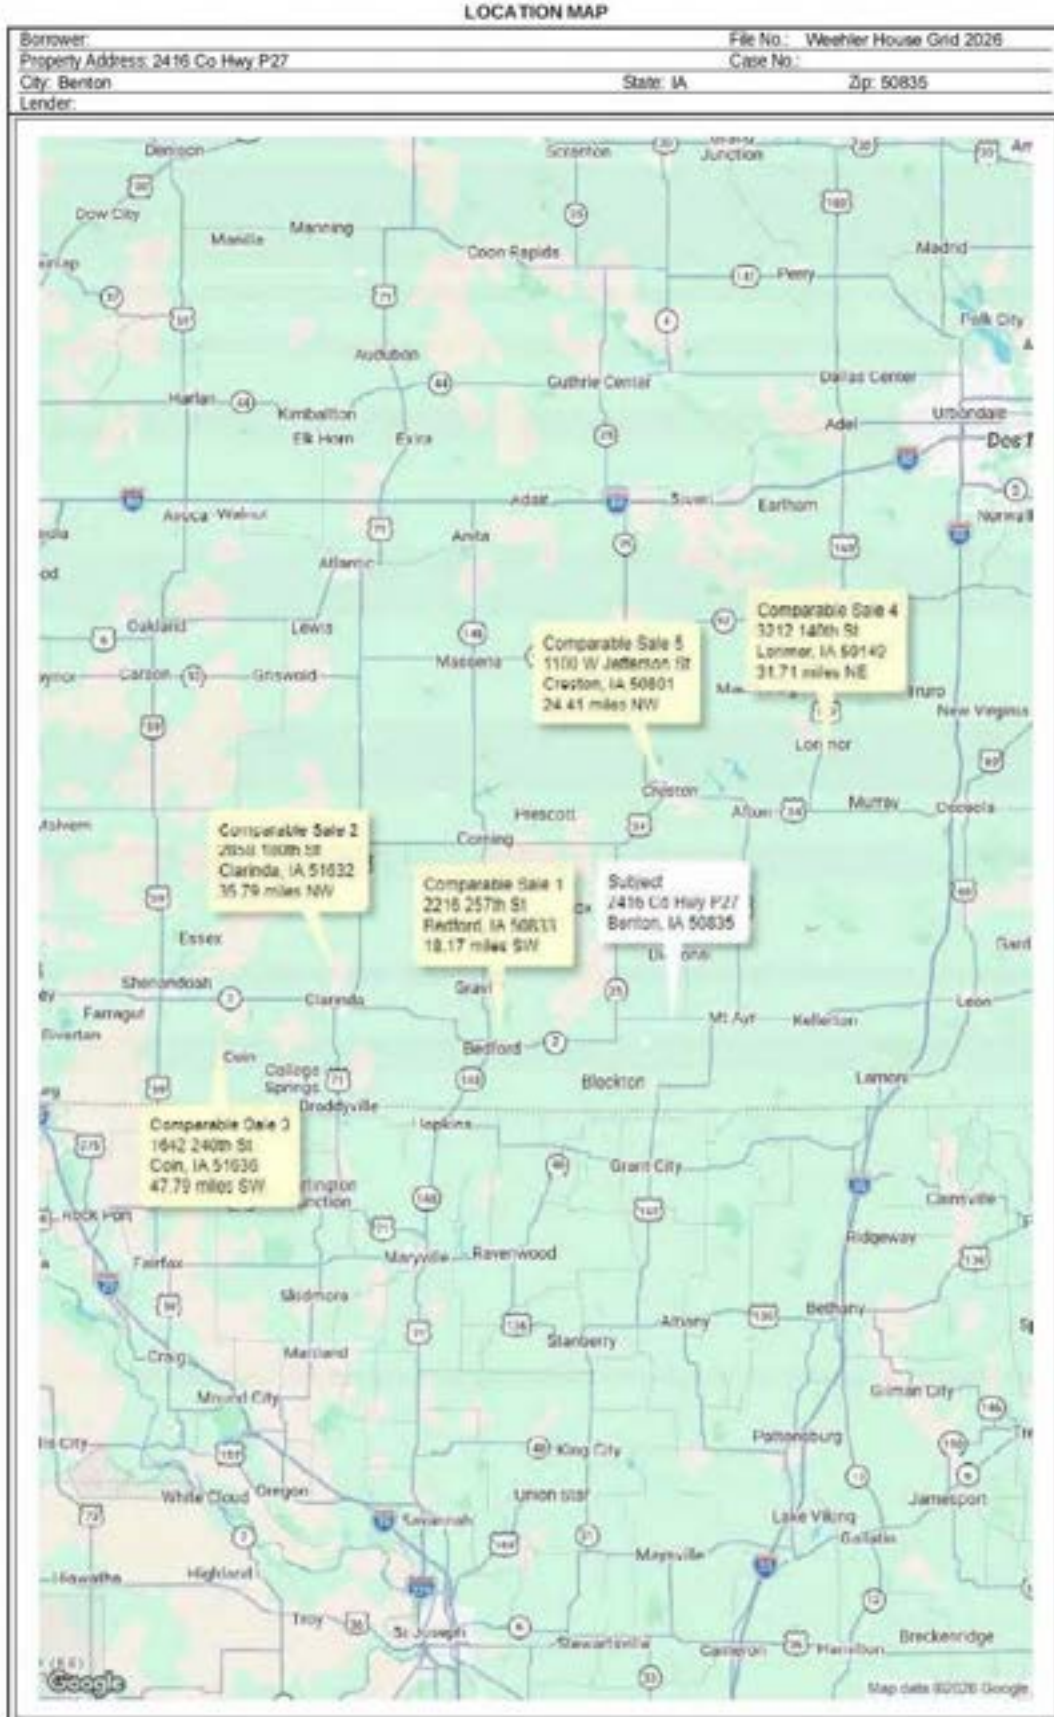 LOCATION MAP
Borrower:
File No.: Weehler House Grid 2026
Property Address: 2416 Co Hwy P27
Case No.:
City: Benton
State: IA
Zip: 50835
Lender:
Denison
Scranton
Junction
Dow City
Manilla
Manning
Coon Rapids
Madrid
Perry
Polk City
Audubon
Guthrie Center
Dallas Center
Harlan
Kimballton
Elk Horn
Exira
Adel
Urbandale
Avoca
Walnut
Adair
Stuart
Earlham
Anita
Atlantic
Oakland
Lewis
Massena
Carson
Griswold
Comparable Sale 4
3212 140th St
Lorimor, IA 50149
31.71 miles NE
Comparable Sale 5
1100 W Jefferson St
Creston, IA 50801
24.41 miles NW
Truro
New Virginia
Lorimor
Creston
Afton
Murray
Osceola
Prescott
Corning
Malvern
Comparable Sale 2
Clarinda, IA 51632
35.79 miles NW
Comparable Sale 1
2216 257th St
Bedford, IA 50833
18.17 miles SW
Subject
2416 Co Hwy P27
Benton, IA 50835
Essex
Shenandoah
Clarinda
Farragut
Riverton
Bedford
Mt Ayr
Kellerton
Leon
Coin
College Springs
Braddyville
Blockton
Lamoni
Hopkins
Comparable Sale 3
1642 240th St
Coin, IA 51636
47.79 miles SW
Grant City
Cainsville
Rock Port
Ridgeway
Fairfax
Maryville
Ravenwood
Skidmore
Bethany
Albany
Stanberry
Craig
Maitland
Mound City
Gilman City
Pattonsburg
King City
White Cloud
Oregon
Union Star
Jamesport
Lake Viking
Gallatin
Savannah
Maysville
Hiawatha
Highland
Troy
St Joseph
Stewartsville
Cameron
Hamilton
Breckenridge
Google
Map data ©2026 Google